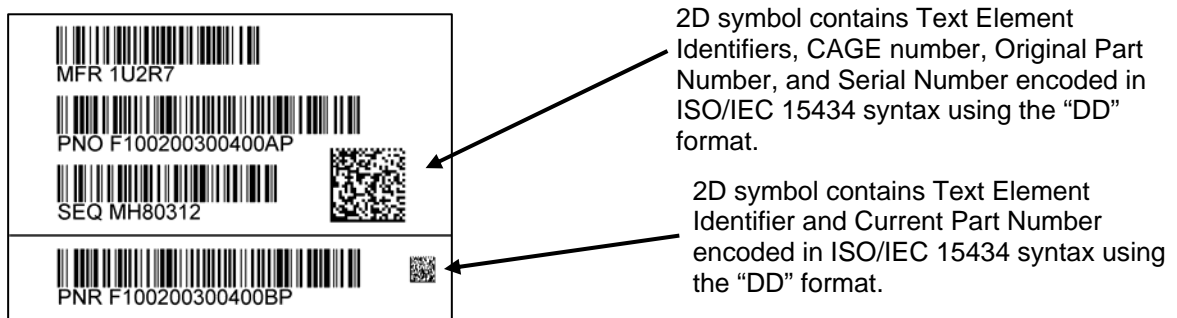 MFR 1U2R7
PNO F100200300400AP
SEQ MH80312
PNR F100200300400BP
2D symbol contains Text Element
Identifiers, CAGE number, Original Part
Number, and Serial Number encoded in
ISO/IEC 15434 syntax using the “DD”
format.
2D symbol contains Text Element
Identifier and Current Part Number
encoded in ISO/IEC 15434 syntax using
the “DD” format.